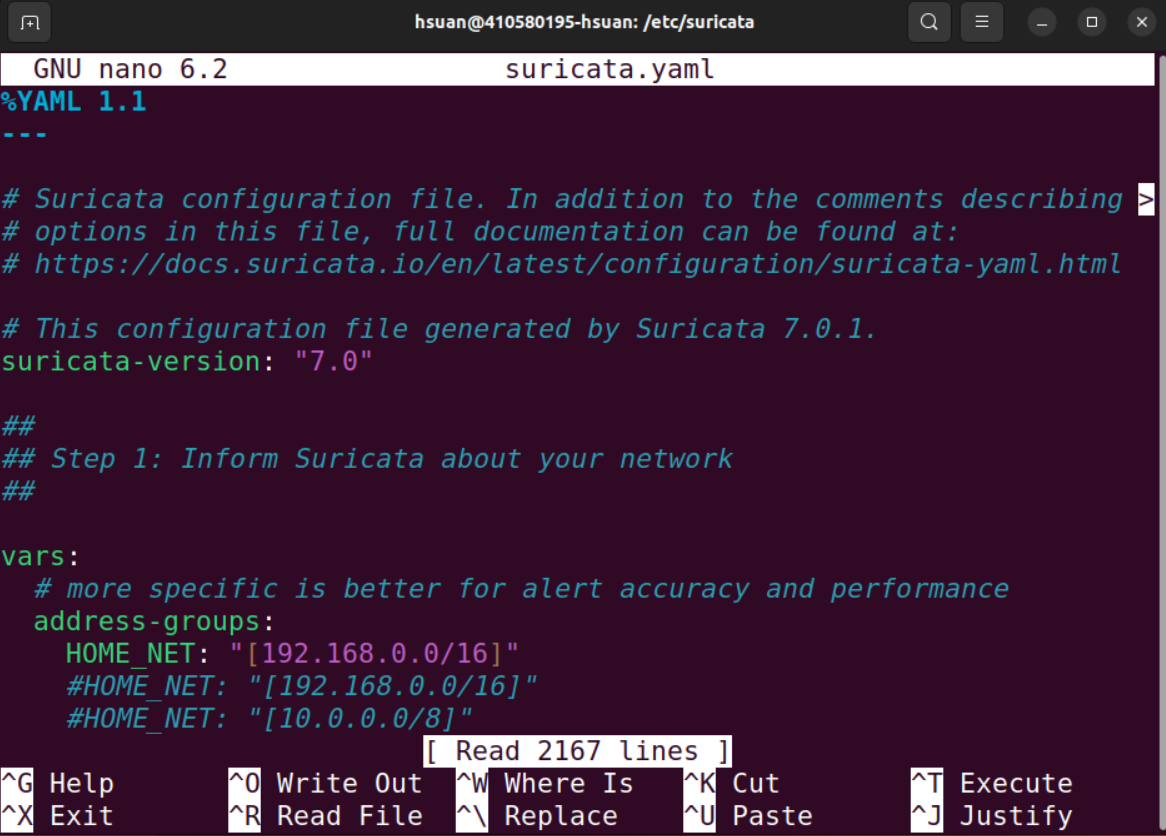 hsuan@410580195-hsuan: /etc/suricata
GNU nano 6.2 suricata.yaml
%YAML 1.1
---
# Suricata configuration file. In addition to the comments describing >
# options in this file, full documentation can be found at:
# https://docs.suricata.io/en/latest/configuration/suricata-yaml.html
# This configuration file generated by Suricata 7.0.1.
suricata-version: "7.0"
##
## Step 1: Inform Suricata about your network
##
vars:
  # more specific is better for alert accuracy and performance
  address-groups:
    HOME_NET: "[192.168.0.0/16]"
    #HOME_NET: "[192.168.0.0/16]"
    #HOME_NET: "[10.0.0.0/8]"
[ Read 2167 lines ]
^G Help ^O Write Out ^W Where Is ^K Cut ^T Execute
^X Exit ^R Read File ^\ Replace ^U Paste ^J Justify